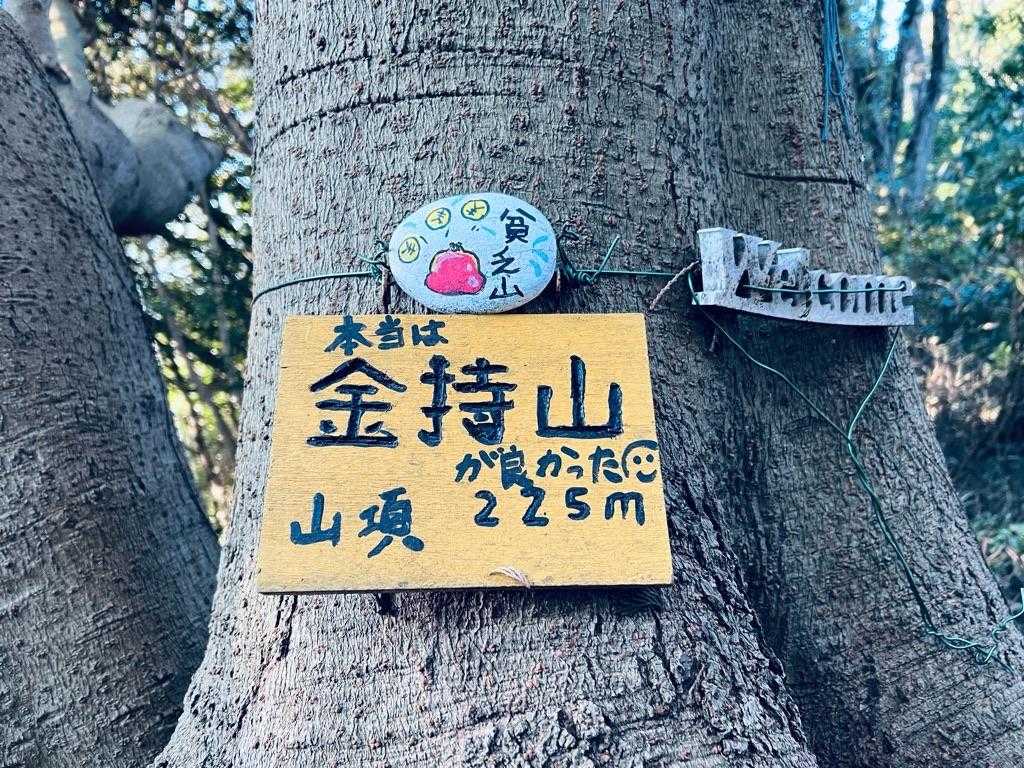 貧乏山
Welcome
本当は
金持山
が良かった
山頂 225m